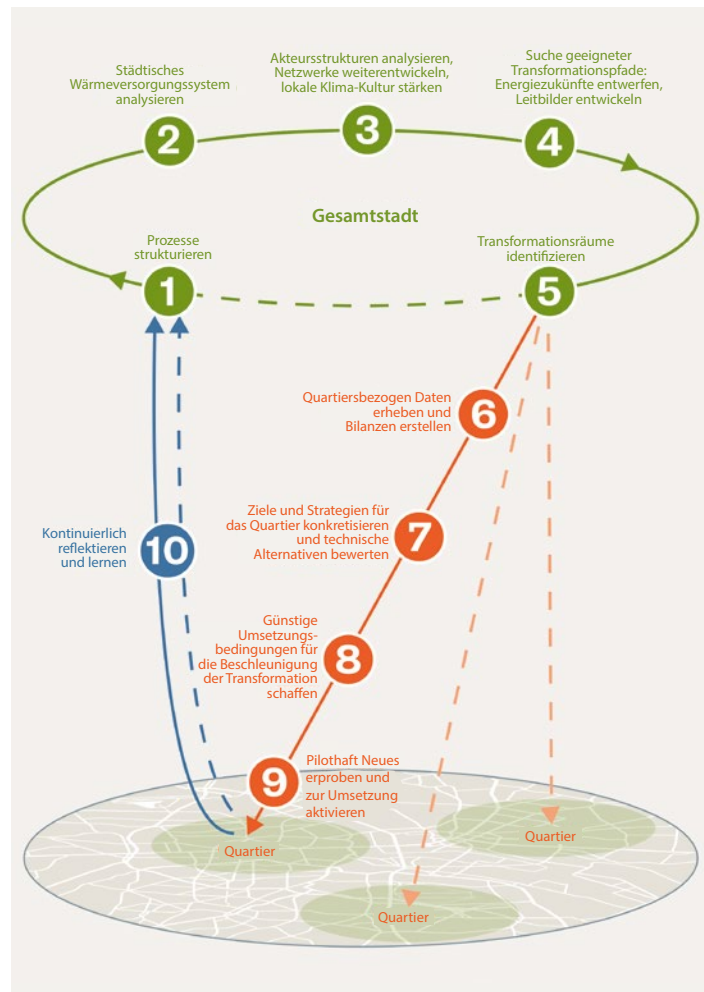 Städtisches
Wärmeversorgungssystem
analysieren
2
Akteursstrukturen analysieren,
Netzwerke weiterentwickeln,
lokale Klima-Kultur stärken
3
Suche geeigneter
Transformationspfade:
Energiezukünfte entwerfen,
Leitbilder entwickeln
4
Gesamtstadt
Prozesse
strukturieren
1
Transformationsräume
identifizieren
5
Quartiersbezogen Daten
erheben und
Bilanzen erstellen
6
Ziele und Strategien für
das Quartier konkretisieren
und technische
Alternativen bewerten
7
Kontinuierlich
reflektieren
und lernen
10
Günstige
Umsetzungs-
bedingungen für
die Beschleunigung
der Transformation
schaffen
8
Pilothaft Neues
erproben und
zur Umsetzung
aktivieren
9
Quartier
Quartier
Quartier